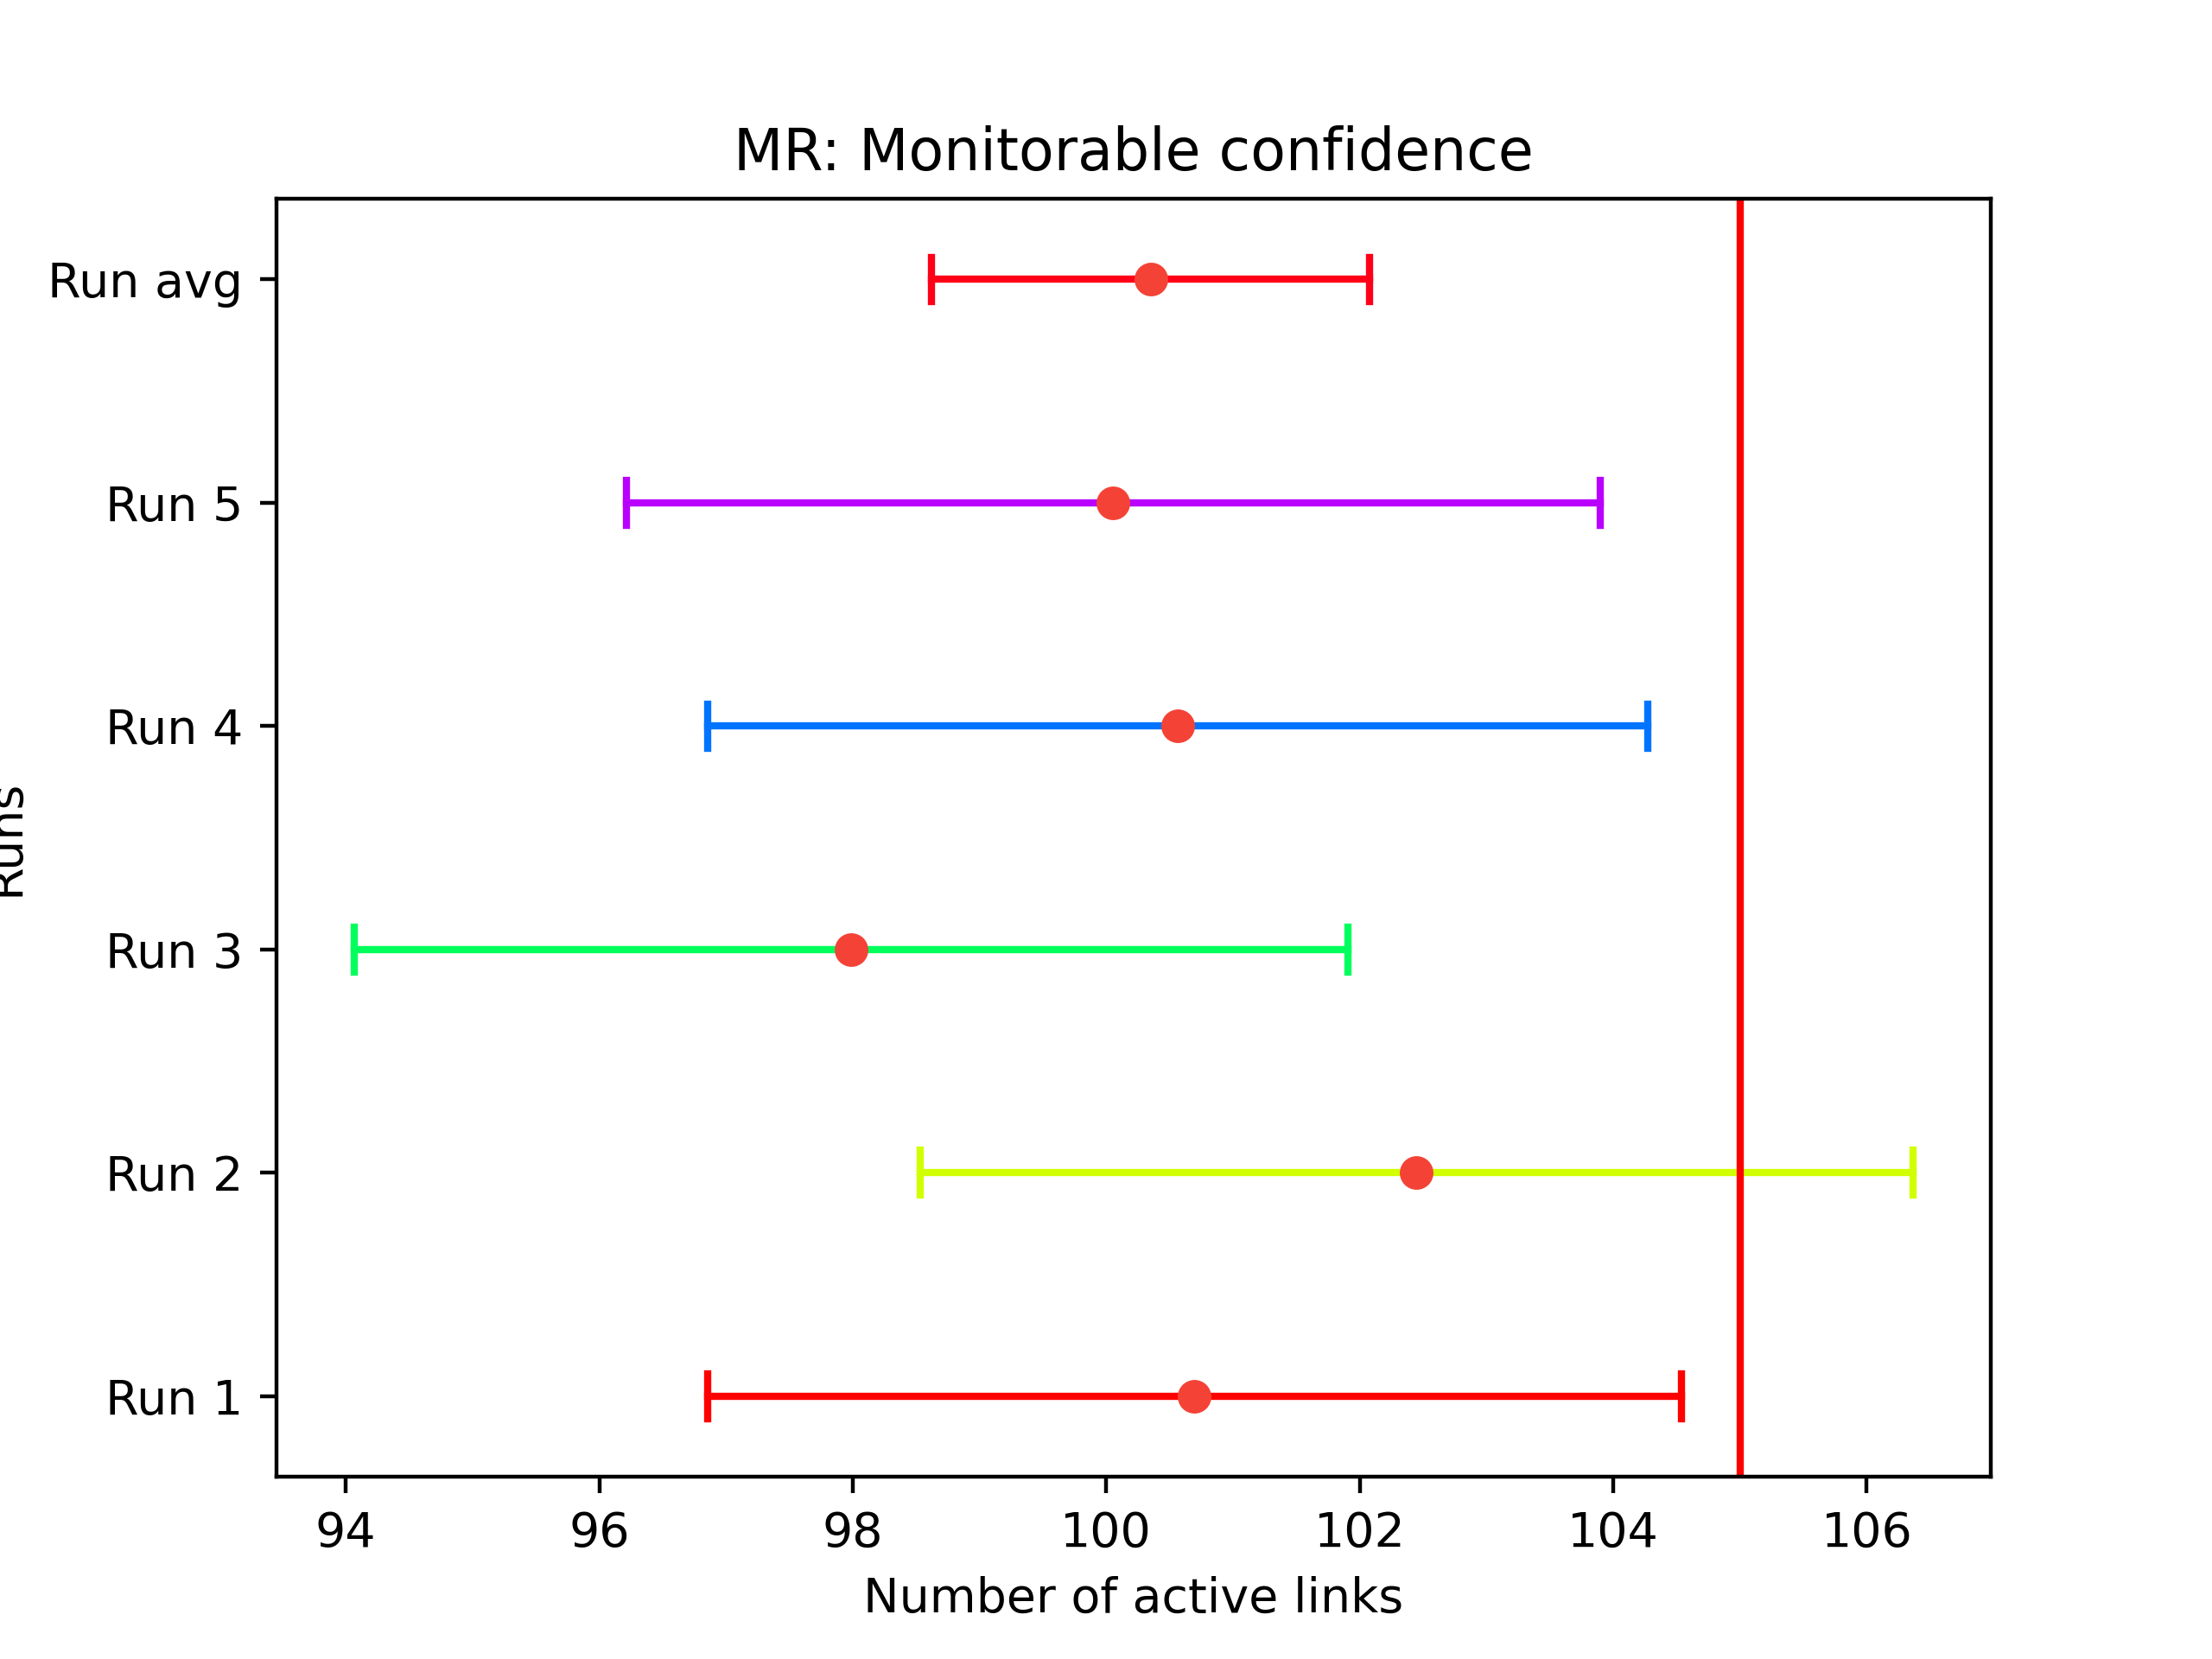 MR: Monitorable confidence
Run avg
Run 5
Run 4
Runs
Run 3
Run 2
Run 1
94 96 98 100 102 104 106
Number of active links